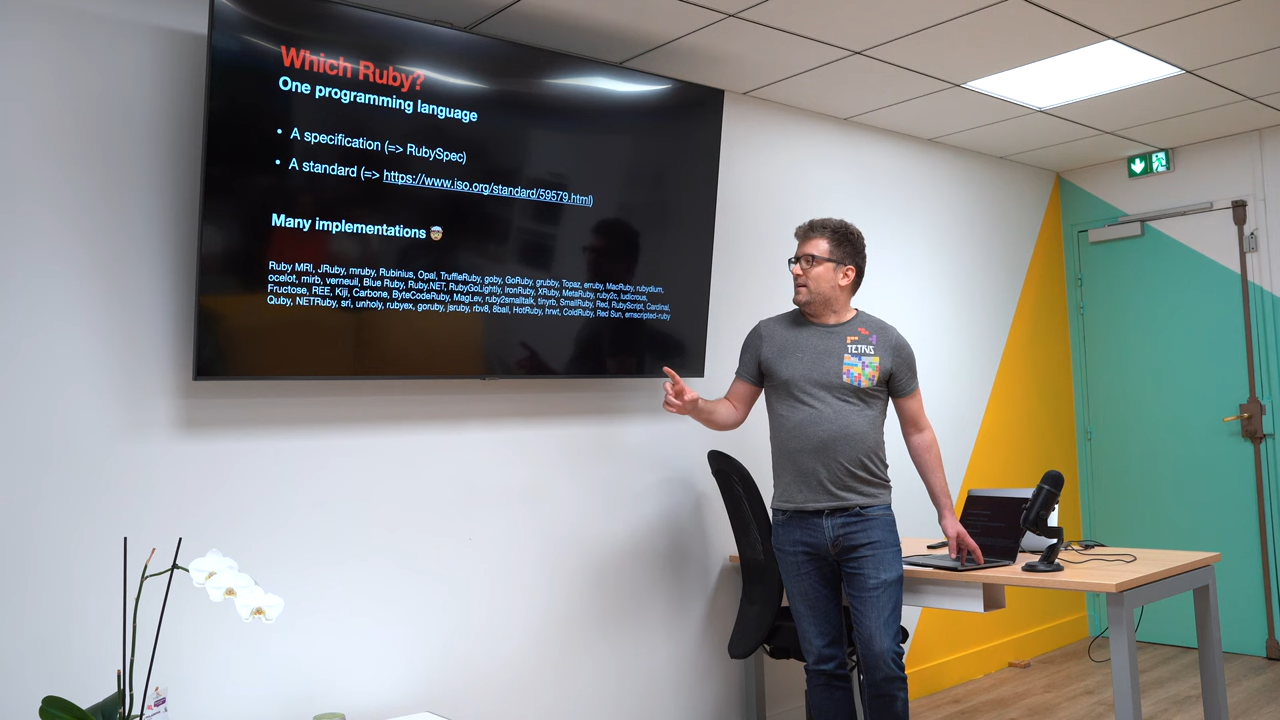 Which Ruby?
One programming language
• A specification (=> RubySpec)
• A standard (=> https://www.iso.org/standard/59579.html)
Many implementations 🤯
Ruby MRI, JRuby, mruby, Rubinius, Opal, TruffleRuby, goby, GoRuby, grubby, Topaz, erruby, MacRuby, rubydium,
ocelot, mirb, verneuil, Blue Ruby, Ruby.NET, RubyGoLightly, IronRuby, XRuby, MetaRuby, ruby2c, ludicrous,
Fructose, REE, Kiji, Carbone, ByteCodeRuby, MagLev, ruby2smalltalk, tinyrb, SmallRuby, Red, RubyScript, Cardinal,
Quby, NETRuby, srl, unholy, rubyex, goruby, jsruby, rbv8, 8ball, HotRuby, hrwt, ColdRuby, Red Sun, emscripted-ruby
TETRIS